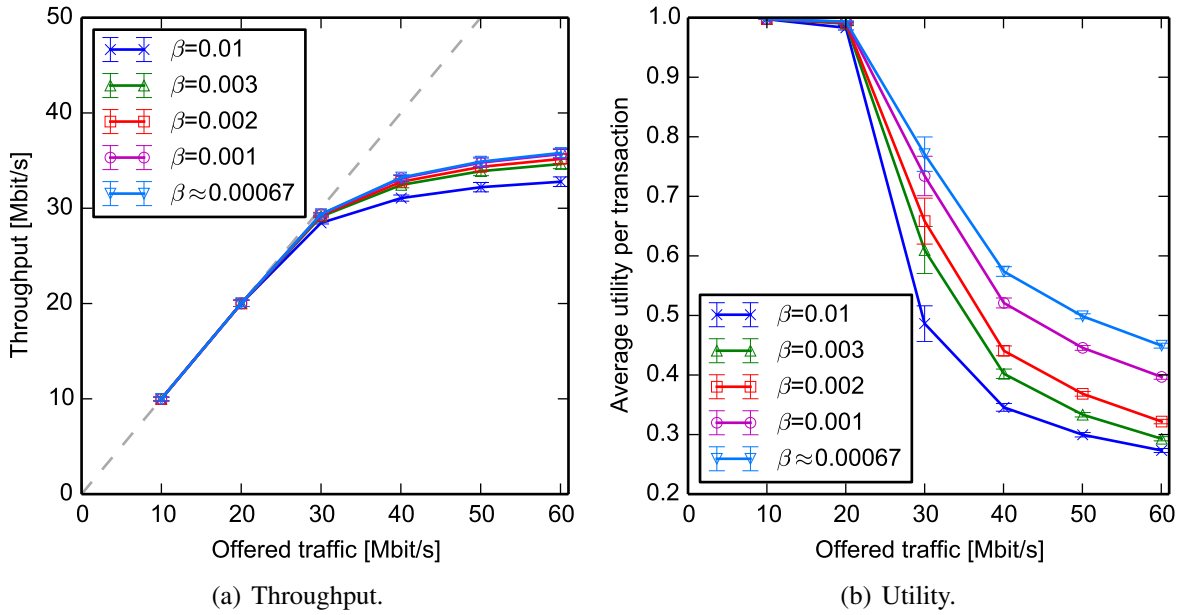 50
40
30
20
10
0
Throughput [Mbit/s]
β=0.01
β=0.003
β=0.002
β=0.001
β≈0.00067
0 10 20 30 40 50 60
Offered traffic [Mbit/s]
(a) Throughput.
1.0
0.9
0.8
0.7
0.6
0.5
0.4
0.3
0.2
Average utility per transaction
β=0.01
β=0.003
β=0.002
β=0.001
β≈0.00067
0 10 20 30 40 50 60
Offered traffic [Mbit/s]
(b) Utility.